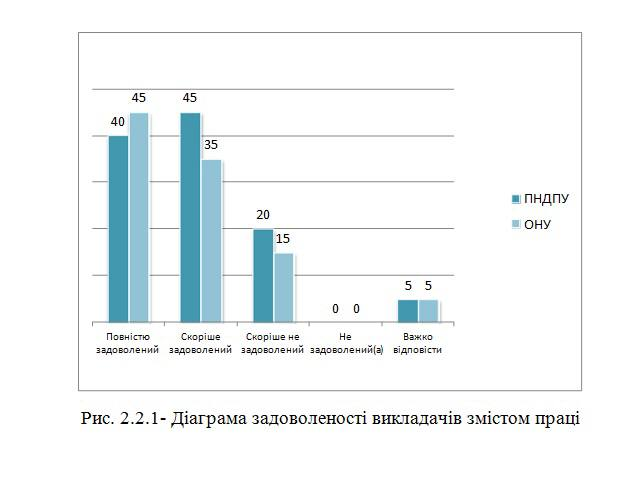 45
45
40
35
20
15
0
0
5
5
ПНДПУ
ОНУ
Повністю
задоволений
Скоріше
задоволений
Скоріше не
задоволений
Не
задоволений(а)
Важко
відповісти
Рис. 2.2.1- Діаграма задоволеності викладачів змістом праці